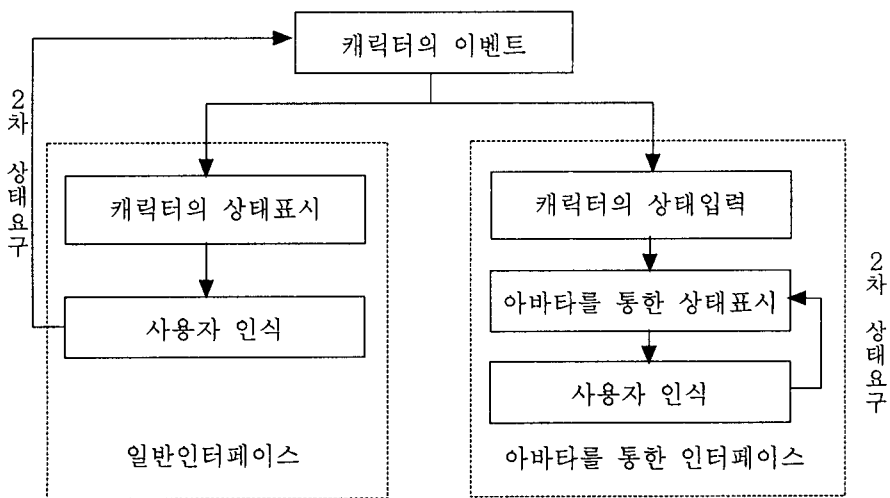 캐릭터의 이벤트
2차 상태요구
캐릭터의 상태표시
사용자 인식
일반인터페이스
캐릭터의 상태입력
아바타를 통한 상태표시
사용자 인식
아바타를 통한 인터페이스
2차 상태요구